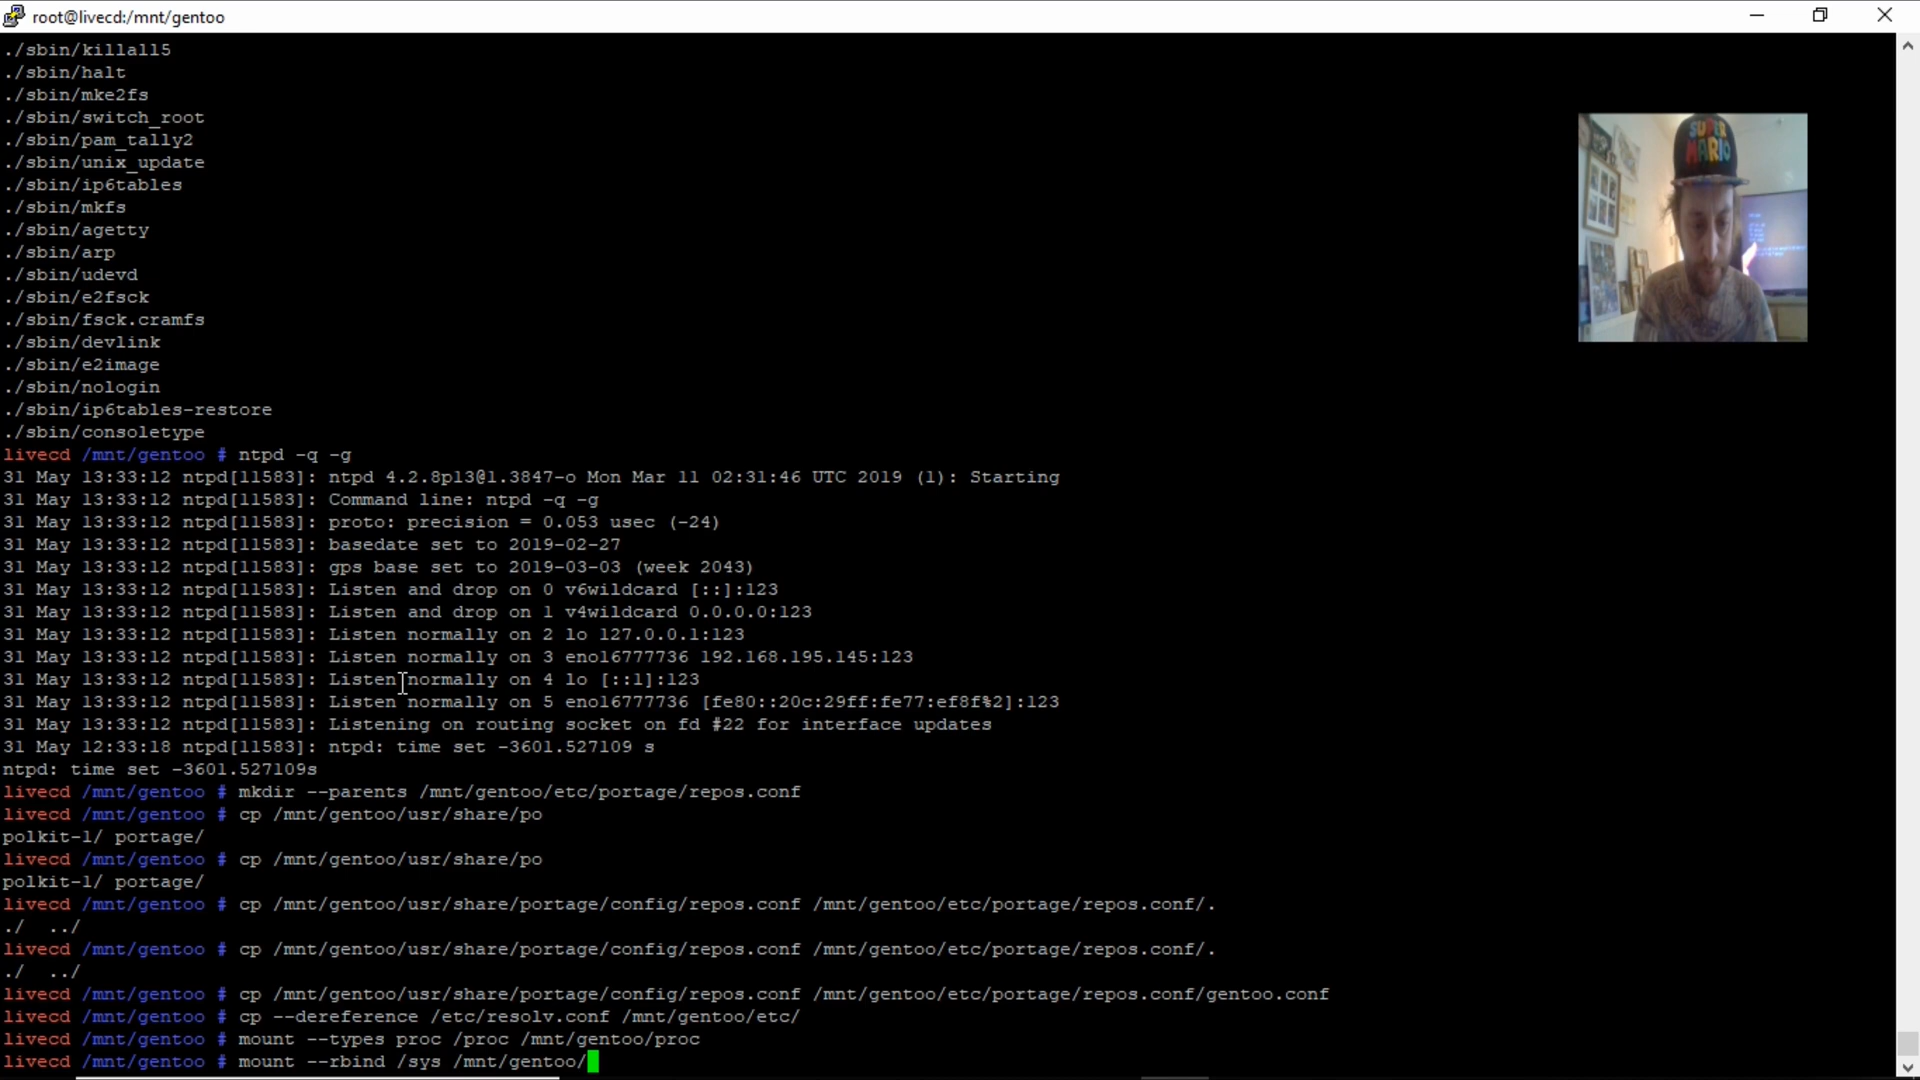 root@livecd:/mnt/gentoo
./sbin/killall5
./sbin/halt
./sbin/mke2fs
./sbin/switch_root
./sbin/pam_tally2
./sbin/unix_update
./sbin/ip6tables
./sbin/mkfs
./sbin/agetty
./sbin/arp
./sbin/udevd
./sbin/e2fsck
./sbin/fsck.cramfs
./sbin/devlink
./sbin/e2image
./sbin/nologin
./sbin/ip6tables-restore
./sbin/consoletype
livecd /mnt/gentoo # ntpd -q -g
31 May 13:33:12 ntpd[11583]: ntpd 4.2.8p13@1.3847-o Mon Mar 11 02:31:46 UTC 2019 (1): Starting
31 May 13:33:12 ntpd[11583]: Command line: ntpd -q -g
31 May 13:33:12 ntpd[11583]: proto: precision = 0.053 usec (-24)
31 May 13:33:12 ntpd[11583]: basedate set to 2019-02-27
31 May 13:33:12 ntpd[11583]: gps base set to 2019-03-03 (week 2043)
31 May 13:33:12 ntpd[11583]: Listen and drop on 0 v6wildcard [::]:123
31 May 13:33:12 ntpd[11583]: Listen and drop on 1 v4wildcard 0.0.0.0:123
31 May 13:33:12 ntpd[11583]: Listen normally on 2 lo 127.0.0.1:123
31 May 13:33:12 ntpd[11583]: Listen normally on 3 eno16777736 192.168.195.145:123
31 May 13:33:12 ntpd[11583]: Listen normally on 4 lo [::1]:123
31 May 13:33:12 ntpd[11583]: Listen normally on 5 eno16777736 [fe80::20c:29ff:fe77:ef8f%2]:123
31 May 13:33:12 ntpd[11583]: Listening on routing socket on fd #22 for interface updates
31 May 12:33:18 ntpd[11583]: ntpd: time set -3601.527109 s
ntpd: time set -3601.527109s
livecd /mnt/gentoo # mkdir --parents /mnt/gentoo/etc/portage/repos.conf
livecd /mnt/gentoo # cp /mnt/gentoo/usr/share/po
polkit-1/ portage/
livecd /mnt/gentoo # cp /mnt/gentoo/usr/share/po
polkit-1/ portage/
livecd /mnt/gentoo # cp /mnt/gentoo/usr/share/portage/config/repos.conf /mnt/gentoo/etc/portage/repos.conf/.
./  ../
livecd /mnt/gentoo # cp /mnt/gentoo/usr/share/portage/config/repos.conf /mnt/gentoo/etc/portage/repos.conf/.
./  ../
livecd /mnt/gentoo # cp /mnt/gentoo/usr/share/portage/config/repos.conf /mnt/gentoo/etc/portage/repos.conf/gentoo.conf
livecd /mnt/gentoo # cp --dereference /etc/resolv.conf /mnt/gentoo/etc/
livecd /mnt/gentoo # mount --types proc /proc /mnt/gentoo/proc
livecd /mnt/gentoo # mount --rbind /sys /mnt/gentoo/
SUPER
MARIO